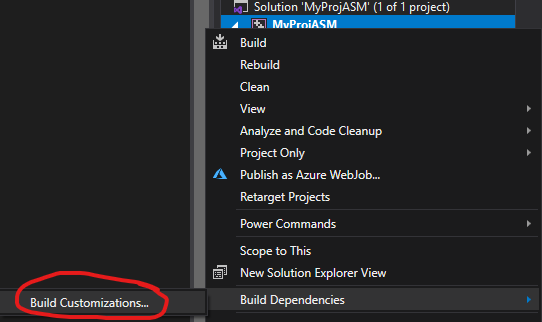 Solution 'MyProjASM' (1 of 1 project)
MyProjASM
Build
Rebuild
Clean
View
Analyze and Code Cleanup
Project Only
Publish as Azure WebJob...
Retarget Projects
Power Commands
Scope to This
New Solution Explorer View
Build Dependencies
Build Customizations...